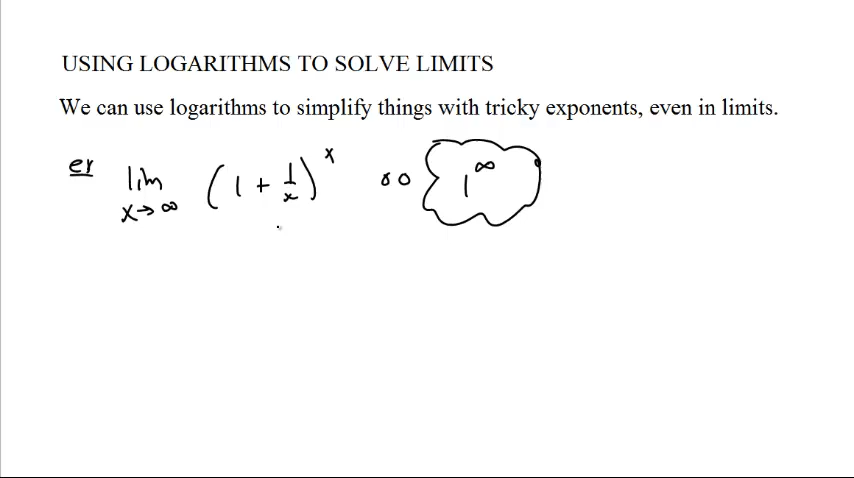 USING LOGARITHMS TO SOLVE LIMITS
We can use logarithms to simplify things with tricky exponents, even in limits.
ex lim x→∞ (1 + 1/x)^x 1^∞